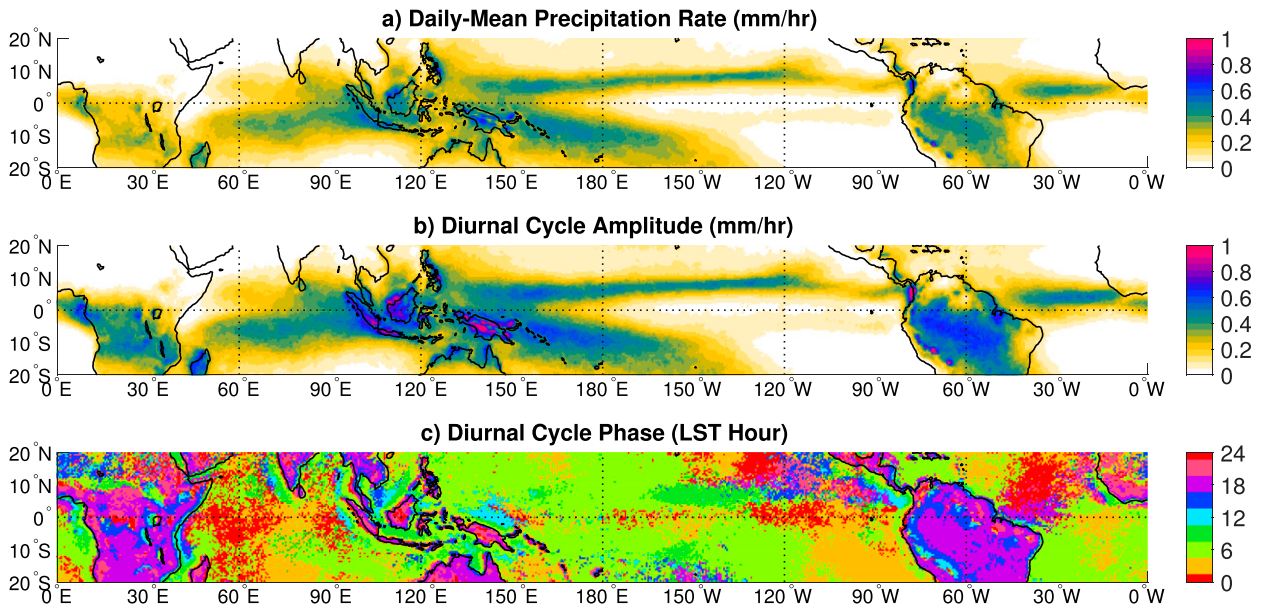 a) Daily-Mean Precipitation Rate (mm/hr)
20°N
10°N
0°
10°S
20°S
0°E 30°E 60°E 90°E 120°E 150°E 180°E 150°W 120°W 90°W 60°W 30°W 0°W
1
0.8
0.6
0.4
0.2
0
b) Diurnal Cycle Amplitude (mm/hr)
20°N
10°N
0°
10°S
20°S
0°E 30°E 60°E 90°E 120°E 150°E 180°E 150°W 120°W 90°W 60°W 30°W 0°W
1
0.8
0.6
0.4
0.2
0
c) Diurnal Cycle Phase (LST Hour)
20°N
10°N
0°
10°S
20°S
0°E 30°E 60°E 90°E 120°E 150°E 180°E 150°W 120°W 90°W 60°W 30°W 0°W
24
18
12
6
0